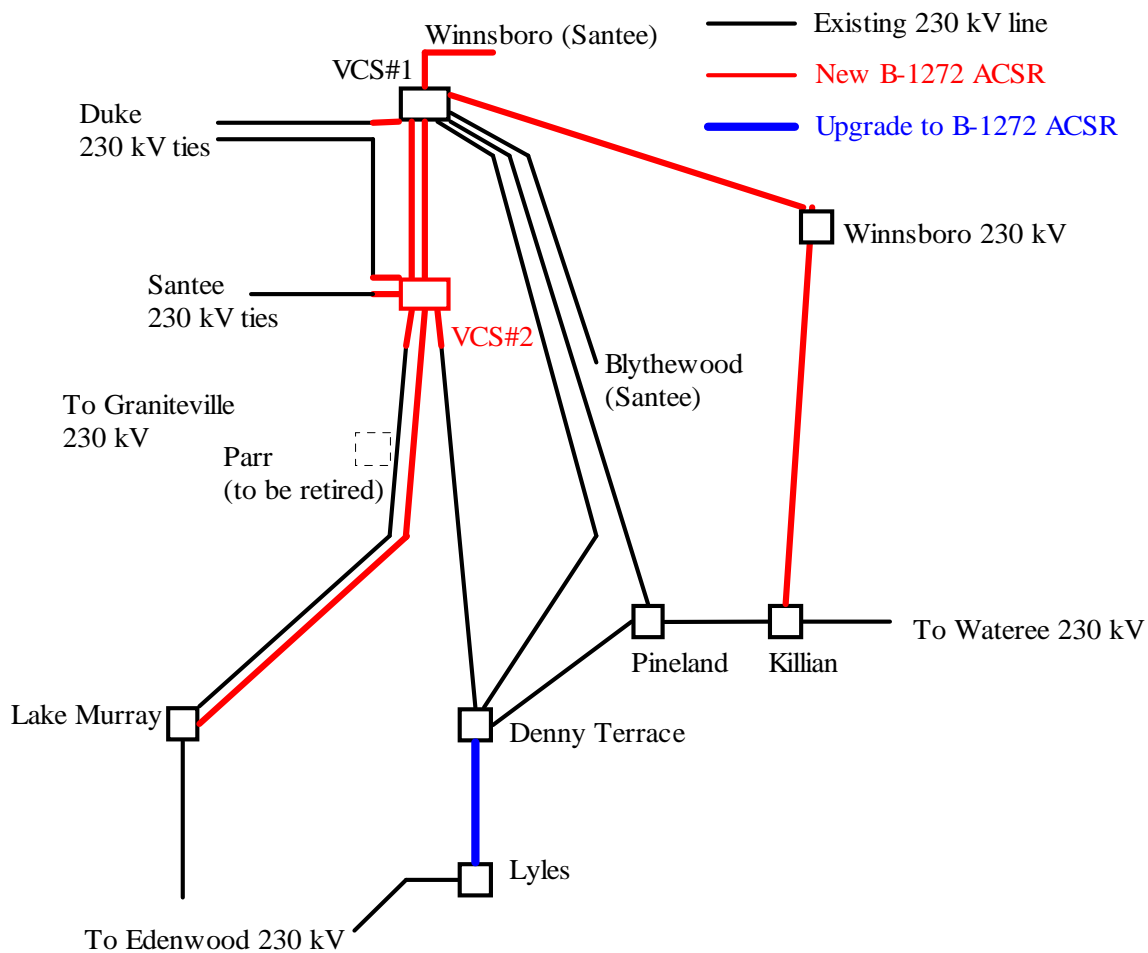 Winnsboro (Santee)
Existing 230 kV line
VCS#1
New B-1272 ACSR
Duke
230 kV ties
Upgrade to B-1272 ACSR
Winnsboro 230 kV
Santee
230 kV ties
VCS#2
Blythewood
(Santee)
To Graniteville
230 kV
Parr
(to be retired)
To Wateree 230 kV
Pineland
Killian
Lake Murray
Denny Terrace
Lyles
To Edenwood 230 kV